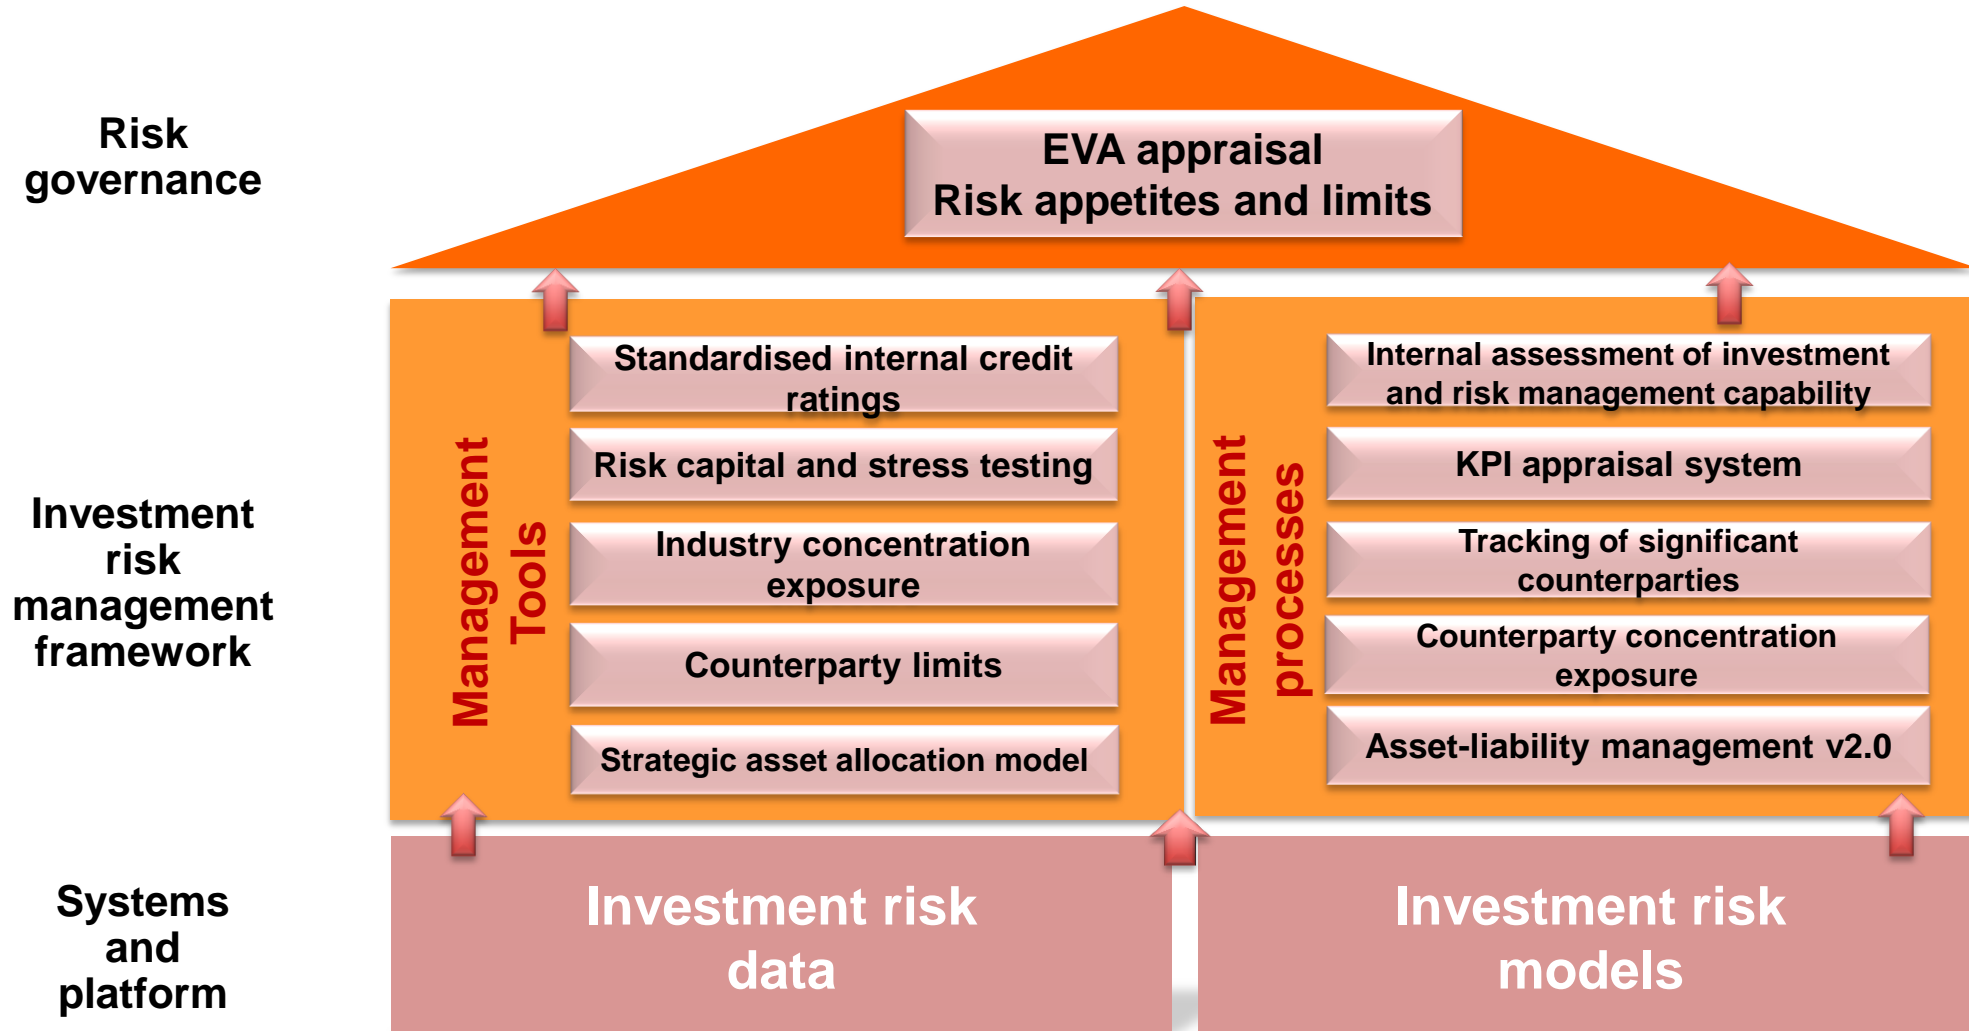 Risk
governance
EVA appraisal
Risk appetites and limits
Investment
risk
management
framework
Management
Tools
Standardised internal credit
ratings
Risk capital and stress testing
Industry concentration
exposure
Counterparty limits
Strategic asset allocation model
Management
processes
Internal assessment of investment
and risk management capability
KPI appraisal system
Tracking of significant
counterparties
Counterparty concentration
exposure
Asset-liability management v2.0
Systems
and
platform
Investment risk
data
Investment risk
models